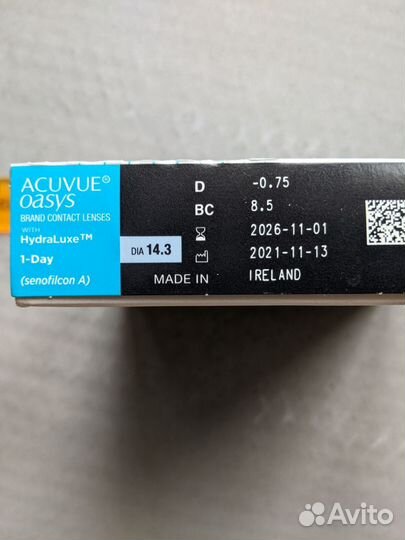 ACUVUE®
OASYS
BRAND CONTACT LENSES
WITH
HydraLuxe™
1-Day
(senofilcon A)
DIA 14.3
D -0.75
BC 8.5
2026-11-01
2021-11-13
MADE IN IRELAND
Avito